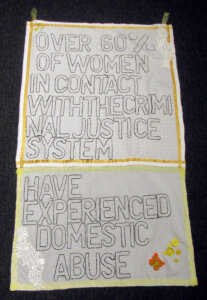 OVER 60%
OF WOMEN
IN CONTACT
WITHTHECRIMI
NALJUSTICE
SYSTEM
HAVE
EXPERIENCED
DOMESTIC
ABUSE